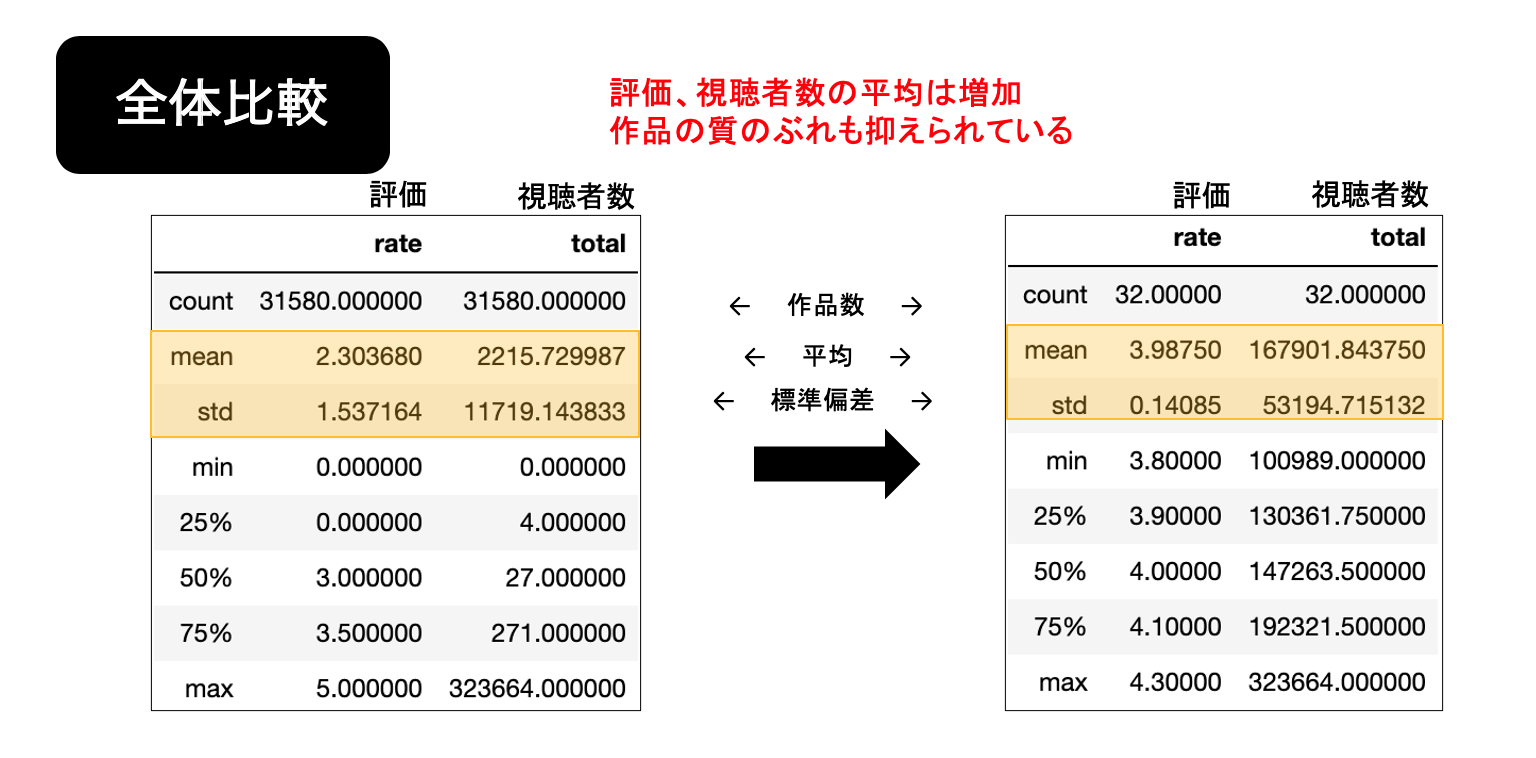 全体比較
評価、視聴者数の平均は増加
作品の質のぶれも抑えられている
評価 視聴者数
rate total
count 31580.000000 31580.000000
mean 2.303680 2215.729987
std 1.537164 11719.143833
min 0.000000 0.000000
25% 0.000000 4.000000
50% 3.000000 27.000000
75% 3.500000 271.000000
max 5.000000 323664.000000
← 作品数 →
← 平均 →
← 標準偏差 →
評価 視聴者数
rate total
count 32.00000 32.000000
mean 3.98750 167901.843750
std 0.14085 53194.715132
min 3.80000 100989.000000
25% 3.90000 130361.750000
50% 4.00000 147263.500000
75% 4.10000 192321.500000
max 4.30000 323664.000000